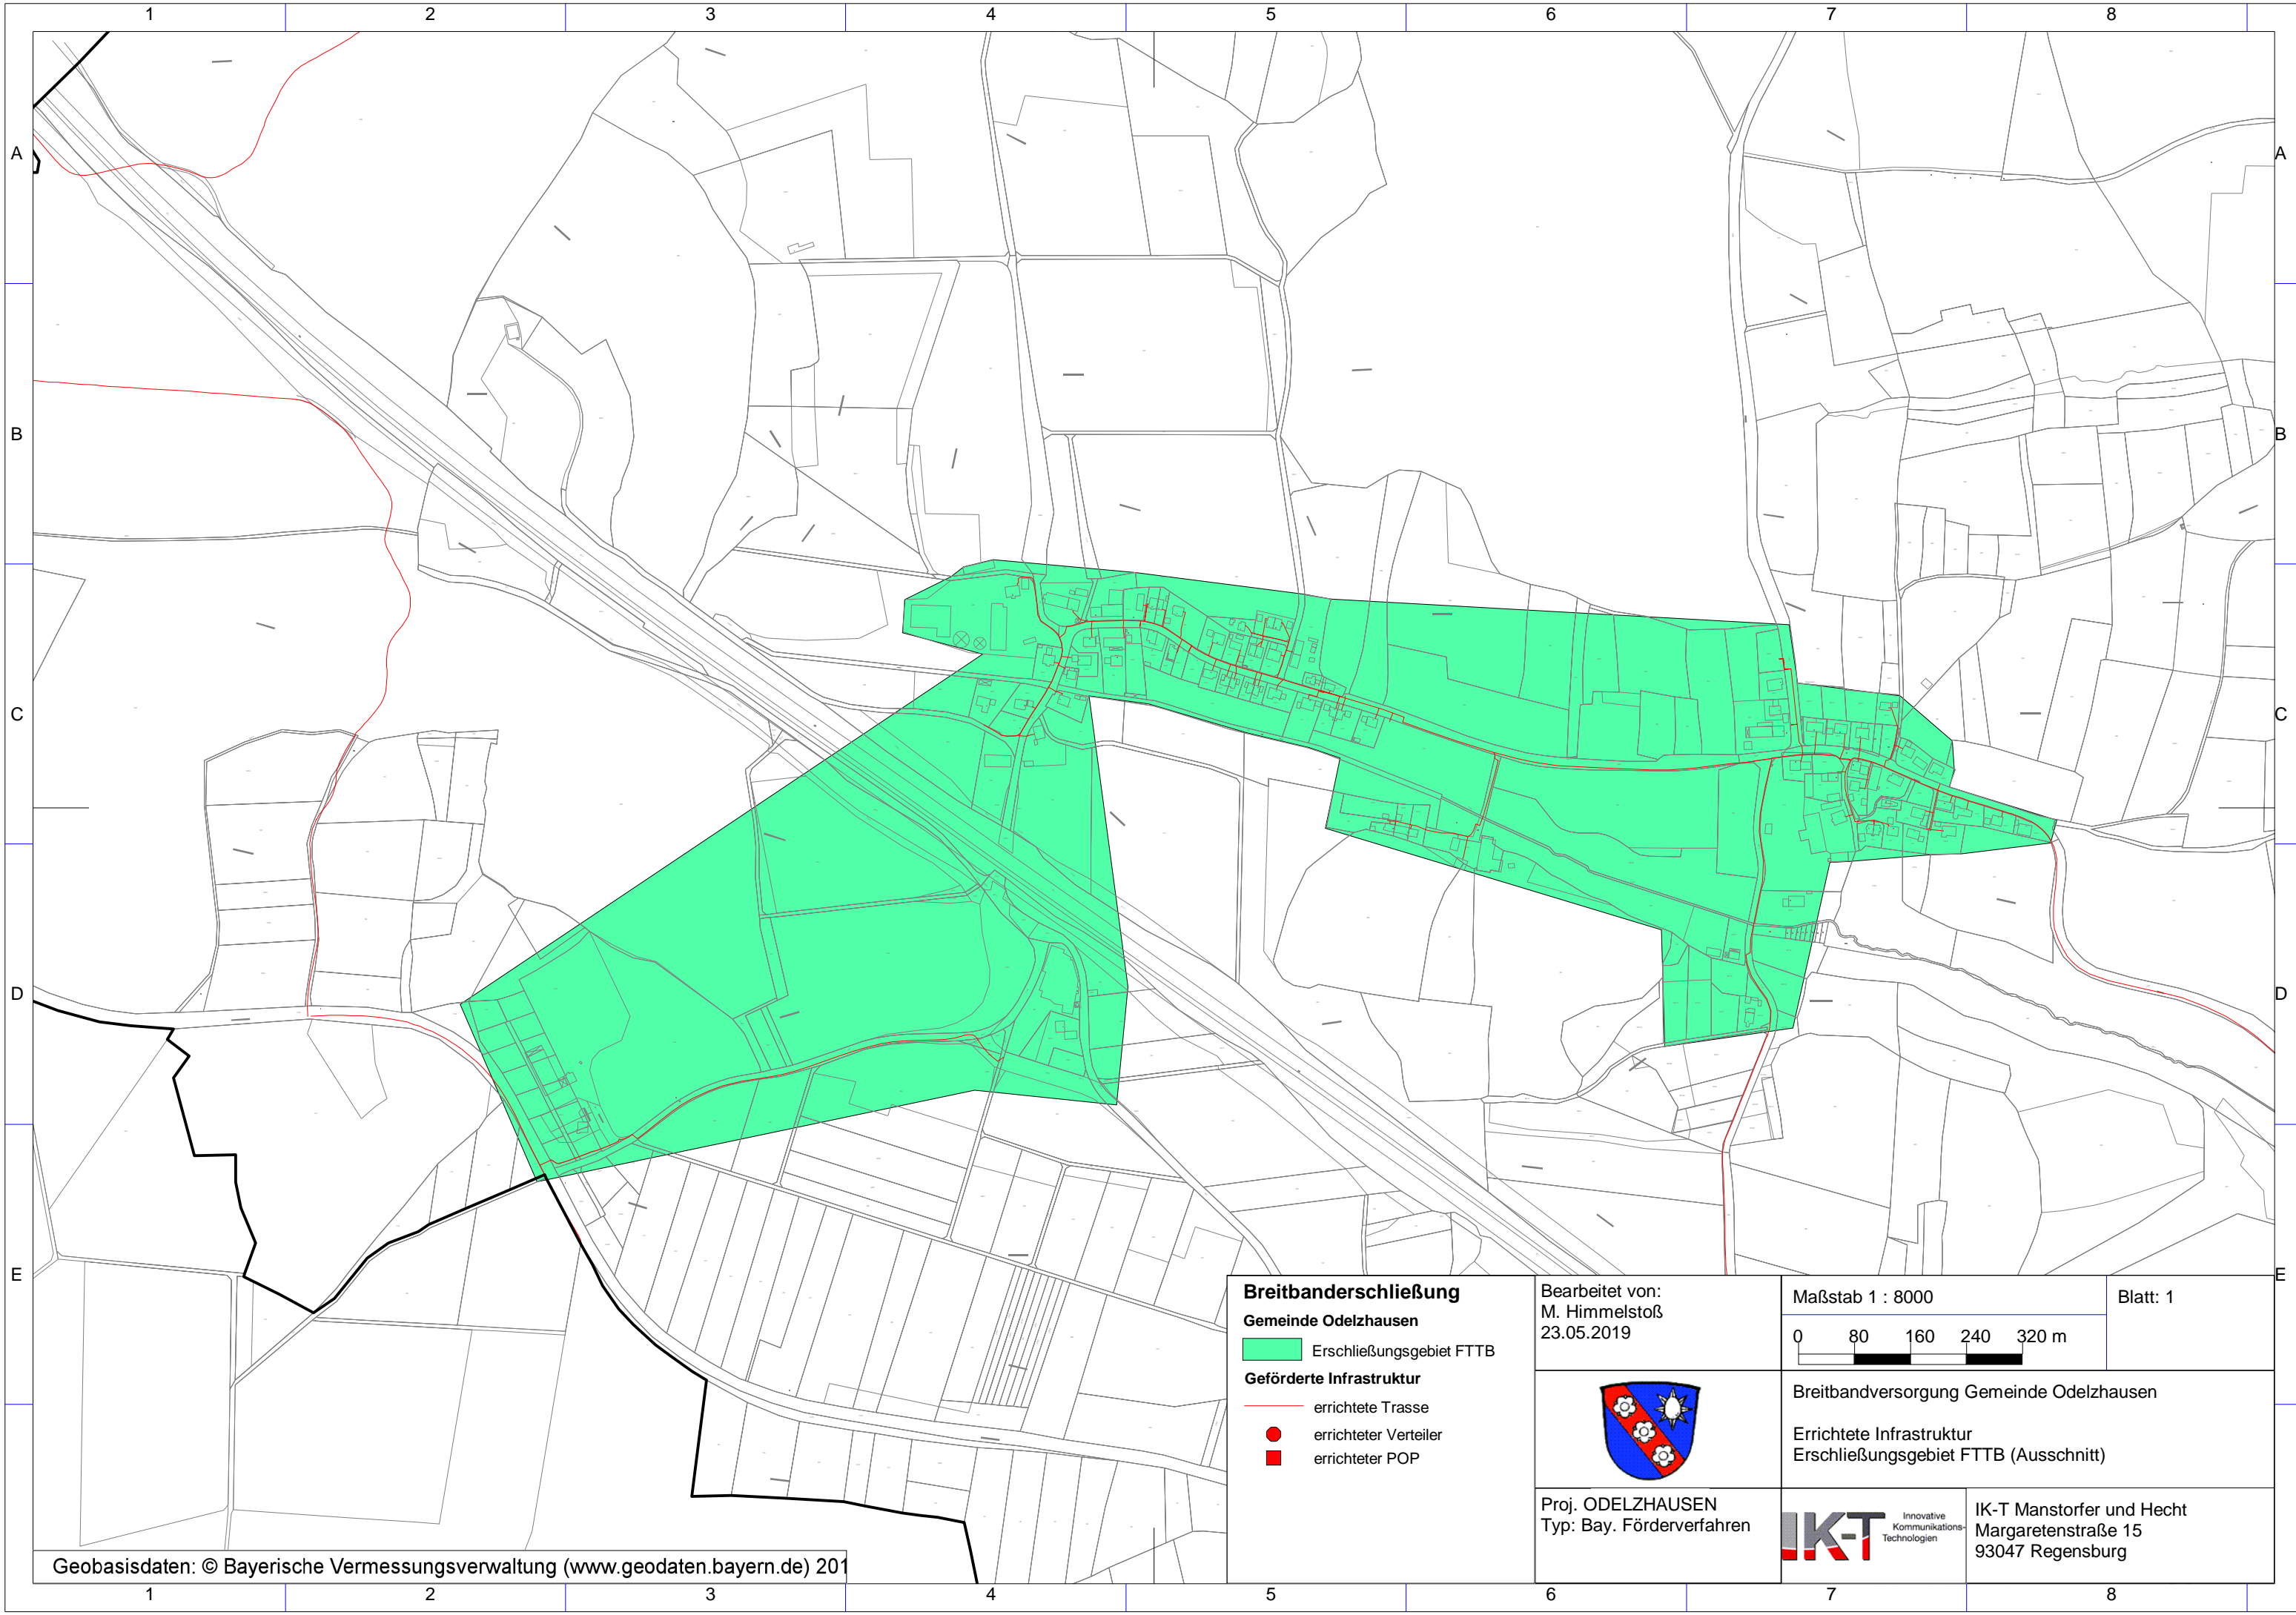 1 2 3 4 5 6 7 8
A A
B B
C C
D D
E E
Breitbanderschließung
Gemeinde Odelzhausen
Erschließungsgebiet FTTB
Geförderte Infrastruktur
errichtete Trasse
errichteter Verteiler
errichteter POP
Bearbeitet von:
M. Himmelstoß
23.05.2019
Maßstab 1 : 8000
0 80 160 240 320 m
Blatt: 1
Breitbandversorgung Gemeinde Odelzhausen
Errichtete Infrastruktur
Erschließungsgebiet FTTB (Ausschnitt)
Proj. ODELZHAUSEN
Typ: Bay. Förderverfahren
IK-T
Innovative
Kommunikations-
Technologien
IK-T Manstorfer und Hecht
Margaretenstraße 15
93047 Regensburg
Geobasisdaten: © Bayerische Vermessungsverwaltung (www.geodaten.bayern.de) 201
1 2 3 4 5 6 7 8